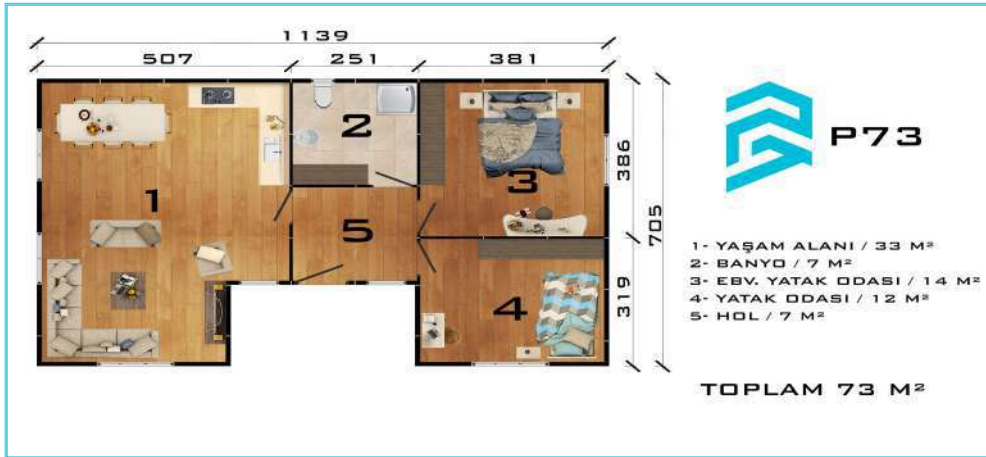 1139
507 251 381
1
2
3
4
5
386
319
705
P73
1- YAŞAM ALANI / 33 M²
2- BANYO / 7 M²
3- EBV. YATAK ODASI / 14 M²
4- YATAK ODASI / 12 M²
5- HOL / 7 M²
TOPLAM 73 M²